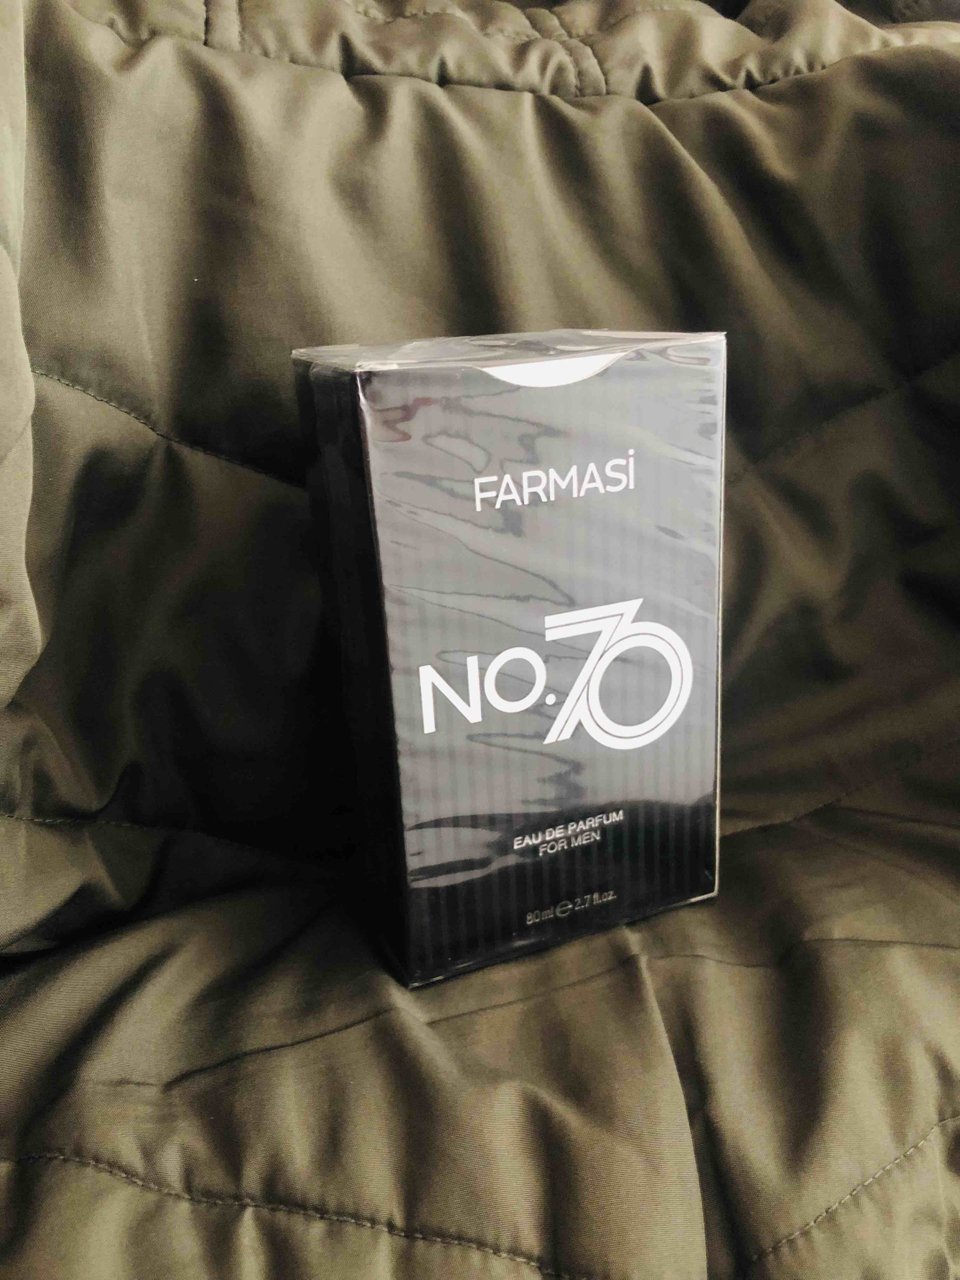 FARMASİ
NO.70
EAU DE PARFUM
FOR MEN
80 ml ℮ 2.7 fl.oz.